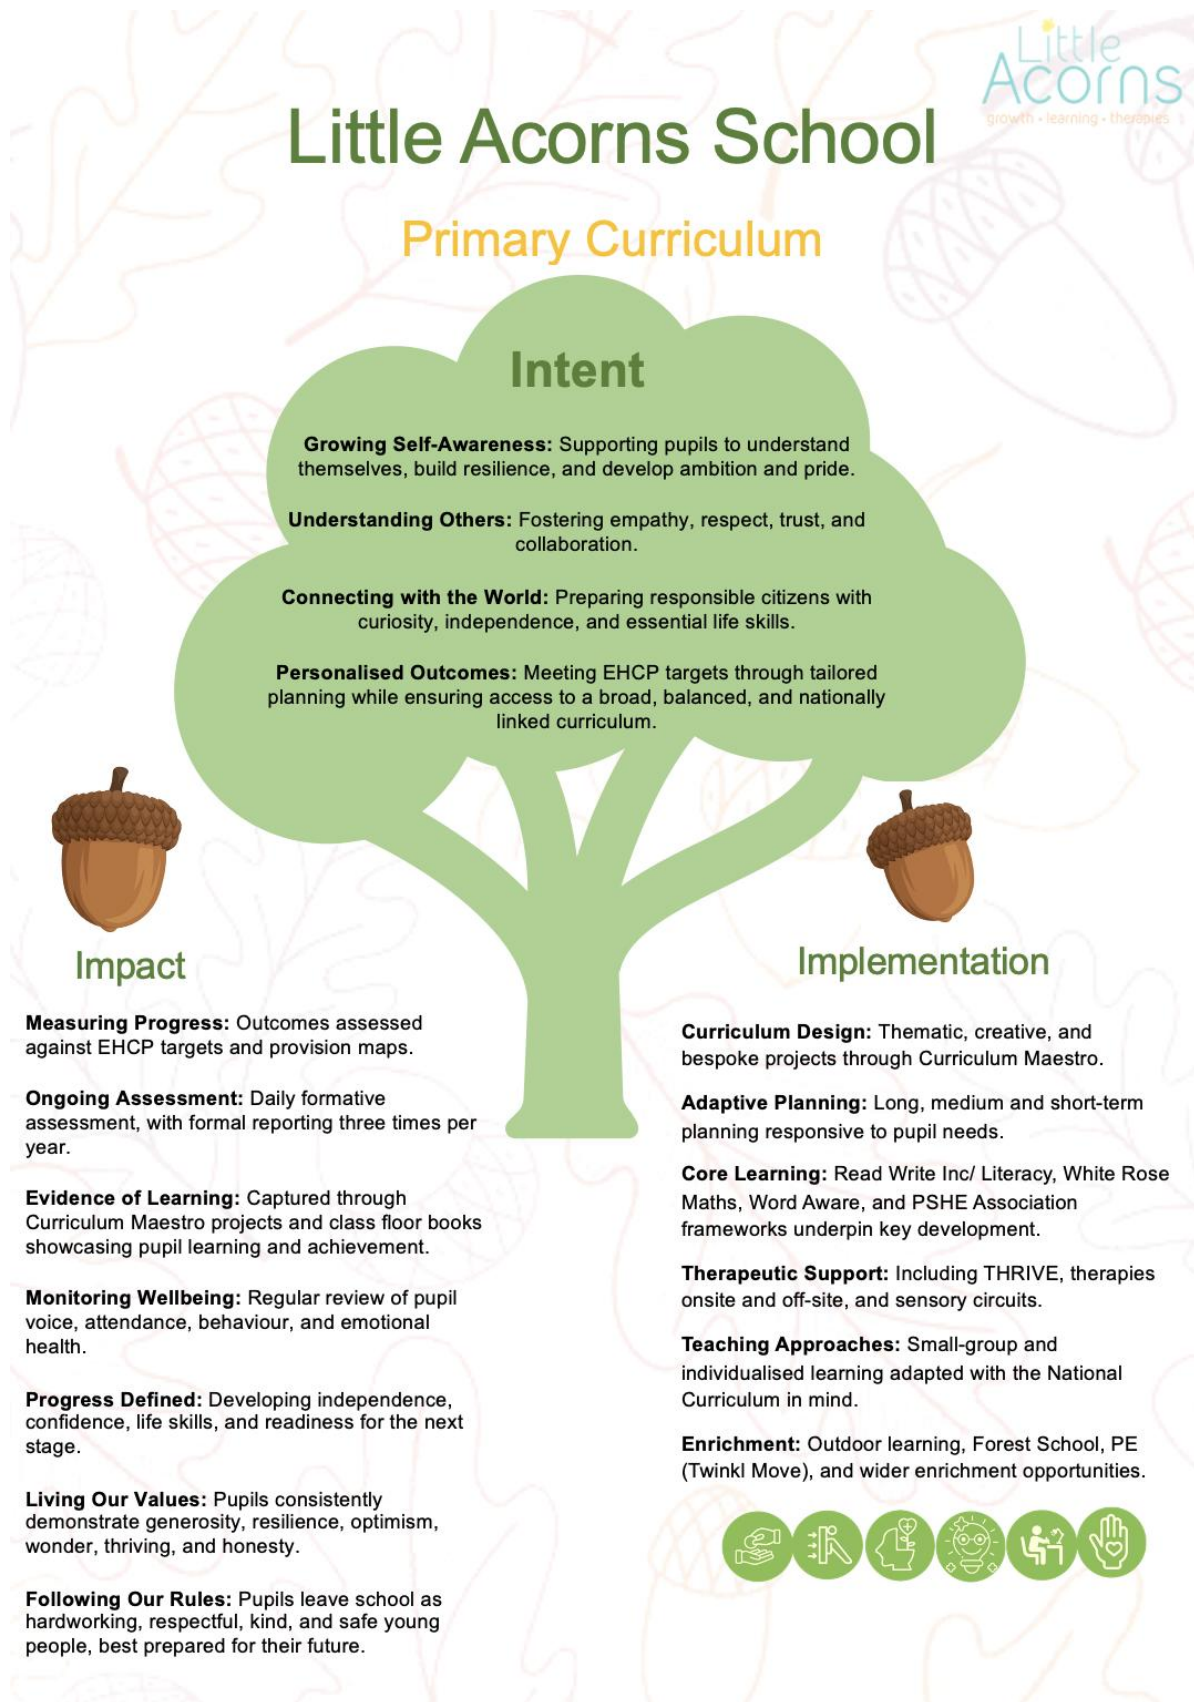 Little
Acorns
growth • learning • therapies
Little Acorns School
Primary Curriculum
Intent
Growing Self-Awareness: Supporting pupils to understand
themselves, build resilience, and develop ambition and pride.
Understanding Others: Fostering empathy, respect, trust, and
collaboration.
Connecting with the World: Preparing responsible citizens with
curiosity, independence, and essential life skills.
Personalised Outcomes: Meeting EHCP targets through tailored
planning while ensuring access to a broad, balanced, and nationally
linked curriculum.
Impact
Measuring Progress: Outcomes assessed
against EHCP targets and provision maps.
Ongoing Assessment: Daily formative
assessment, with formal reporting three times per
year.
Evidence of Learning: Captured through
Curriculum Maestro projects and class floor books
showcasing pupil learning and achievement.
Monitoring Wellbeing: Regular review of pupil
voice, attendance, behaviour, and emotional
health.
Progress Defined: Developing independence,
confidence, life skills, and readiness for the next
stage.
Living Our Values: Pupils consistently
demonstrate generosity, resilience, optimism,
wonder, thriving, and honesty.
Following Our Rules: Pupils leave school as
hardworking, respectful, kind, and safe young
people, best prepared for their future.
Implementation
Curriculum Design: Thematic, creative, and
bespoke projects through Curriculum Maestro.
Adaptive Planning: Long, medium and short-term
planning responsive to pupil needs.
Core Learning: Read Write Inc/ Literacy, White Rose
Maths, Word Aware, and PSHE Association
frameworks underpin key development.
Therapeutic Support: Including THRIVE, therapies
onsite and off-site, and sensory circuits.
Teaching Approaches: Small-group and
individualised learning adapted with the National
Curriculum in mind.
Enrichment: Outdoor learning, Forest School, PE
(Twinkl Move), and wider enrichment opportunities.